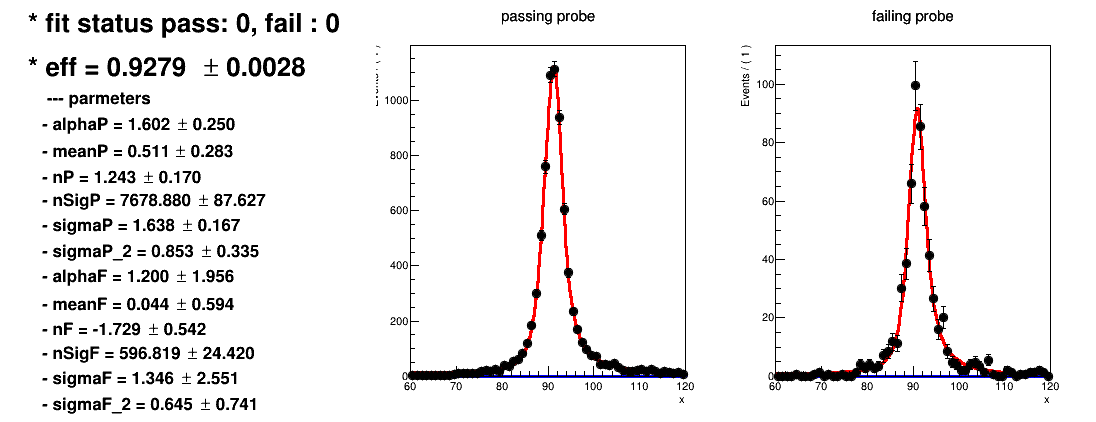 * fit status pass: 0, fail : 0
* eff = 0.9279 ± 0.0028
--- parmeters
- alphaP = 1.602 ± 0.250
- meanP = 0.511 ± 0.283
- nP = 1.243 ± 0.170
- nSigP = 7678.880 ± 87.627
- sigmaP = 1.638 ± 0.167
- sigmaP_2 = 0.853 ± 0.335
- alphaF = 1.200 ± 1.956
- meanF = 0.044 ± 0.594
- nF = -1.729 ± 0.542
- nSigF = 596.819 ± 24.420
- sigmaF = 1.346 ± 2.551
- sigmaF_2 = 0.645 ± 0.741
passing probe
1000
800
600
400
200
0
60 70 80 90 100 110 120
x
failing probe
Events / ( 1 )
100
80
60
40
20
0
60 70 80 90 100 110 120
x